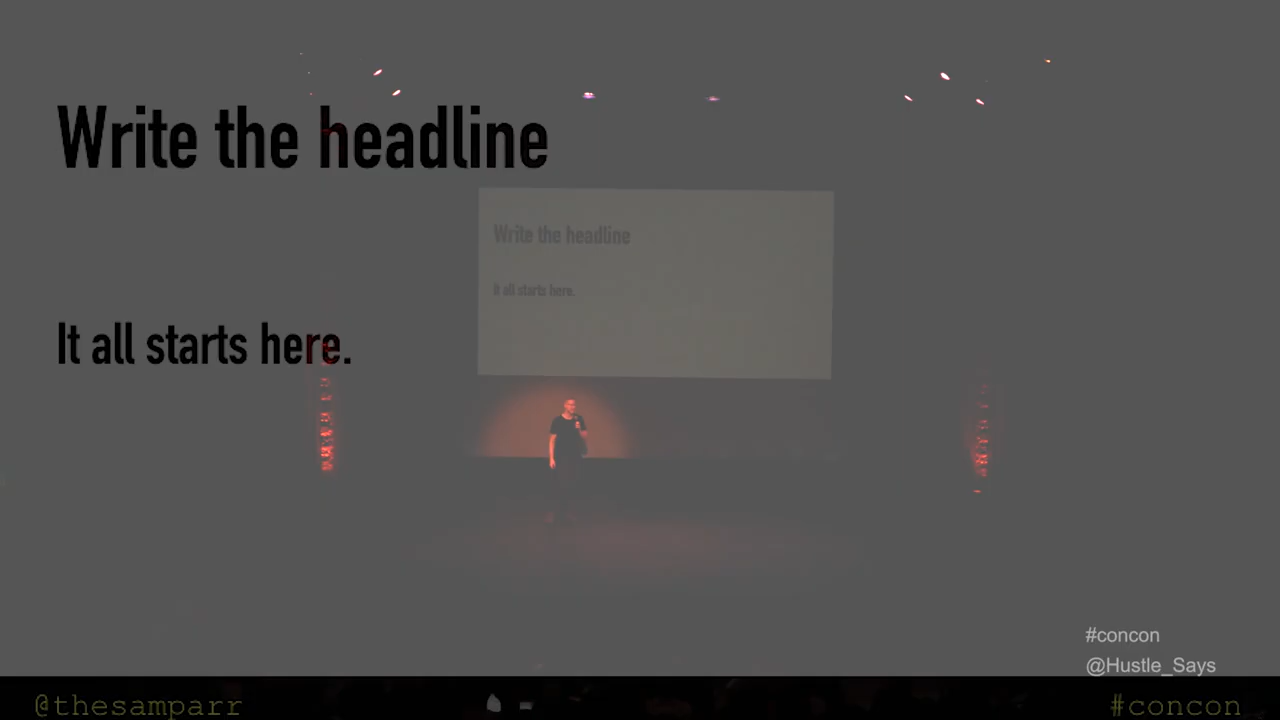 Write the headline
Write the headline
It all starts here.
It all starts here.
#concon
@Hustle_Says
@thesamparr
#concon